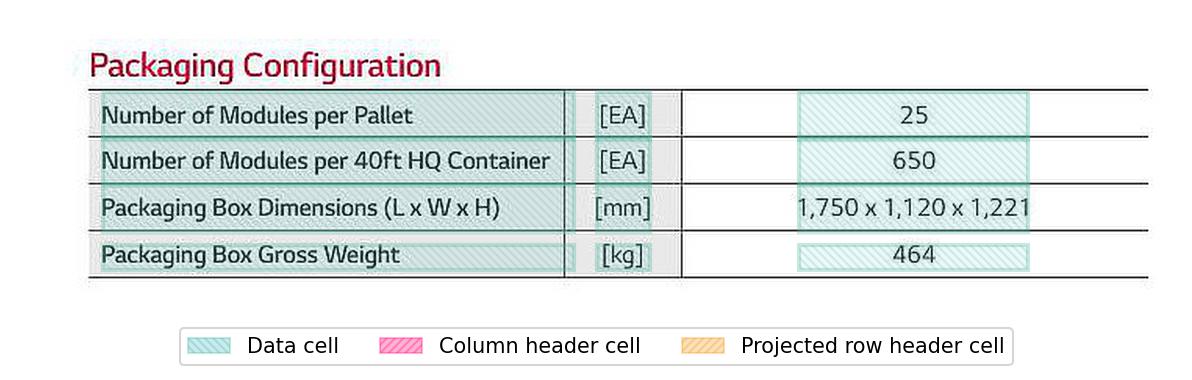 Packaging Configuration
Number of Modules per Pallet [EA] 25
Number of Modules per 40ft HQ Container [EA] 650
Packaging Box Dimensions (L x W x H) [mm] 1,750 x 1,120 x 1,221
Packaging Box Gross Weight [kg] 464
Data cell Column header cell Projected row header cell